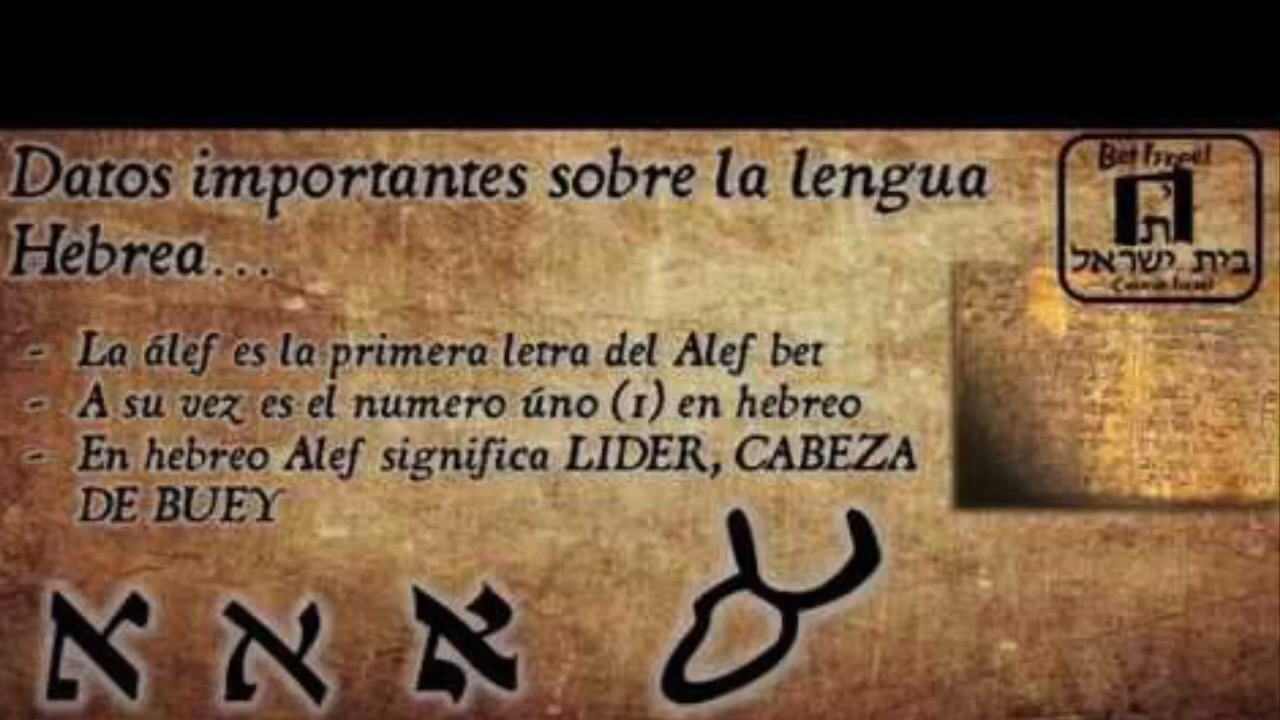 Datos importantes sobre la lengua
Hebrea...
Bet Israel
י
ת
בית ישראל
- La álef es la primera letra del Alef bet
- A su vez es el numero úno (1) en hebreo
- En hebreo Alef significa LIDER, CABEZA
DE BUEY
א א א